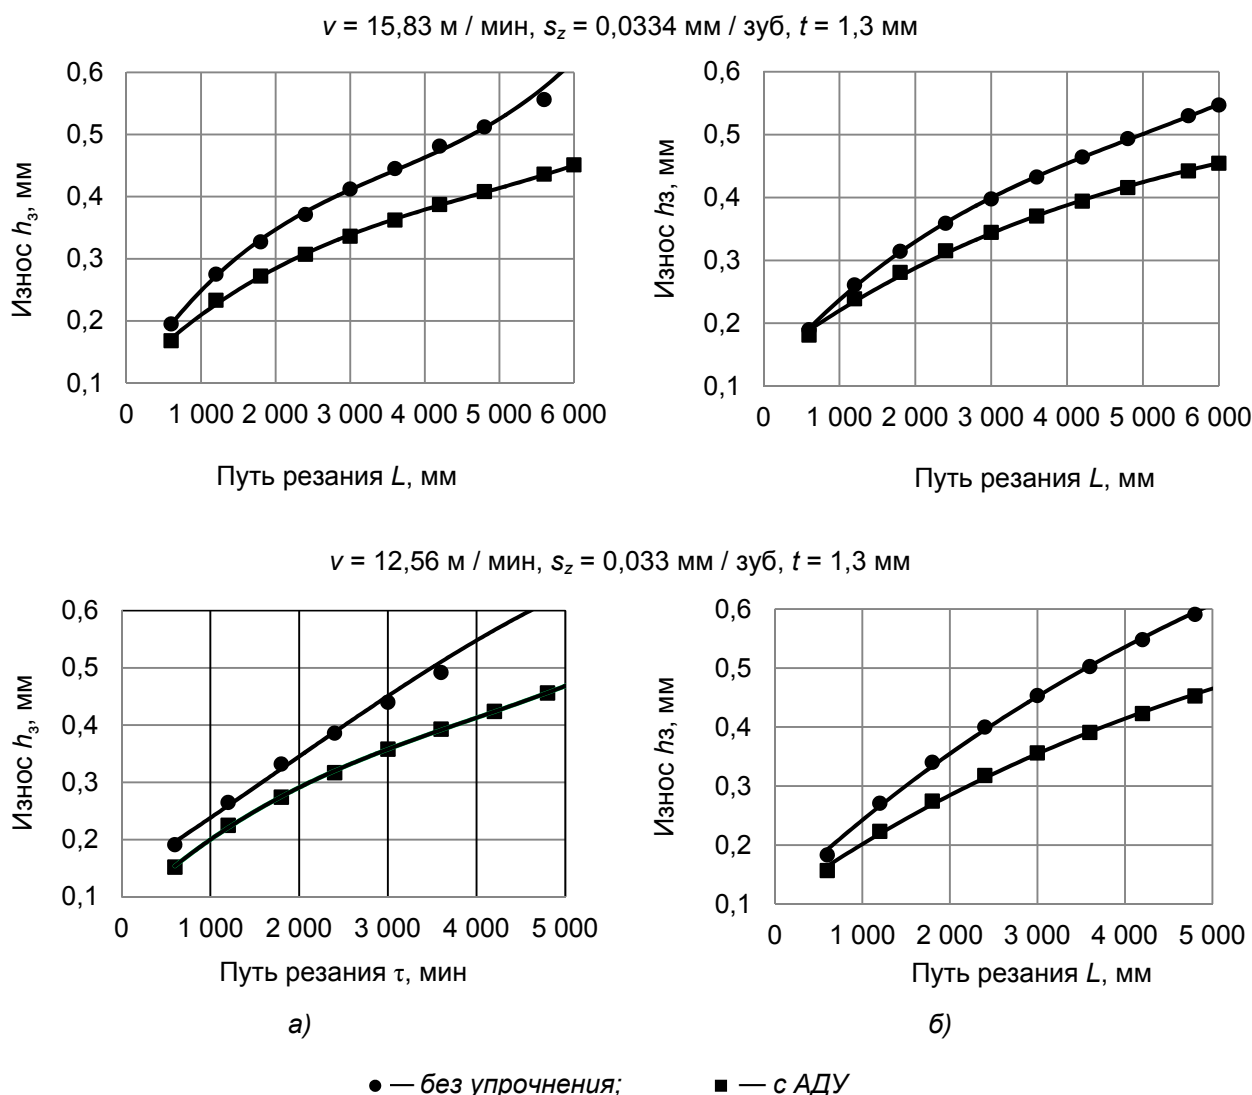 v = 15,83 м / мин, sz = 0,0334 мм / зуб, t = 1,3 мм
Износ hз, мм
0,6
0,5
0,4
0,3
0,2
0,1
0 1 000 2 000 3 000 4 000 5 000 6 000
Путь резания L, мм
Износ hз, мм
0,6
0,5
0,4
0,3
0,2
0,1
0 1 000 2 000 3 000 4 000 5 000 6 000
Путь резания L, мм
v = 12,56 м / мин, sz = 0,033 мм / зуб, t = 1,3 мм
Износ hз, мм
0,6
0,5
0,4
0,3
0,2
0,1
0 1 000 2 000 3 000 4 000 5 000
Путь резания τ, мин
а)
Износ hз, мм
0,6
0,5
0,4
0,3
0,2
0,1
0 1 000 2 000 3 000 4 000 5 000
Путь резания L, мм
б)
● — без упрочнения; ■ — с АДУ